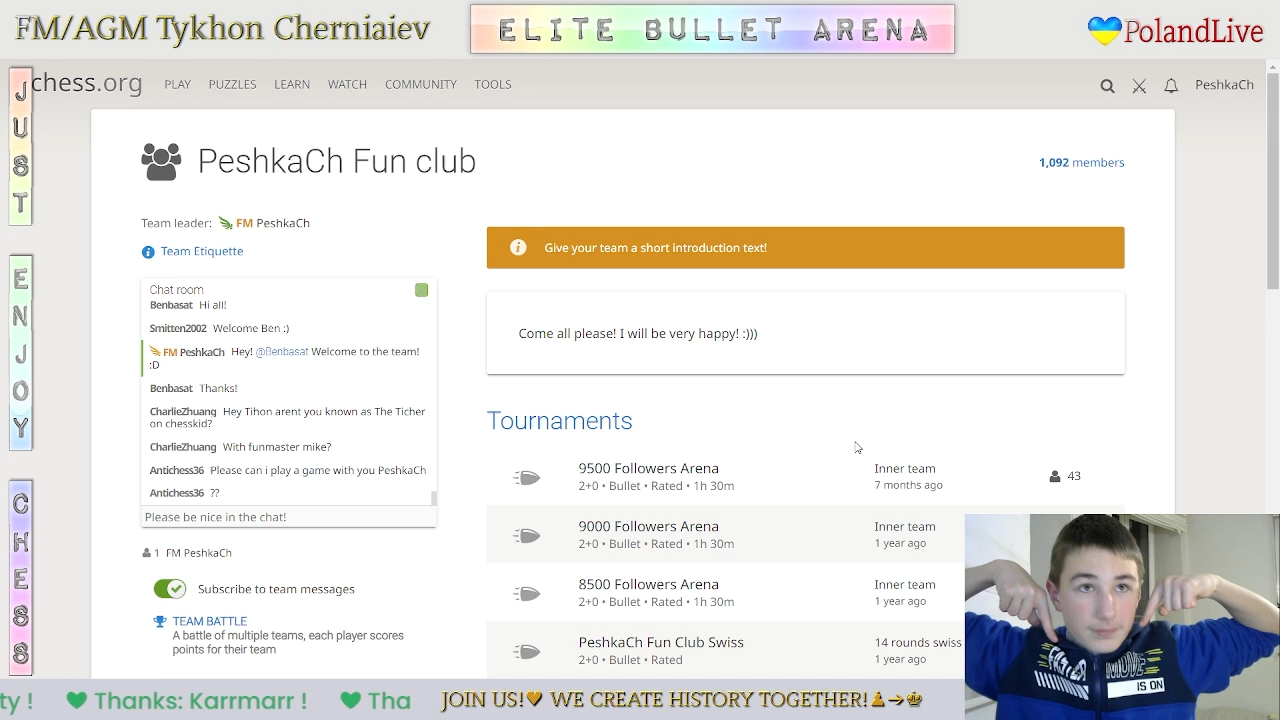 FM/AGM Tykhon Cherniaiev
ELITE BULLET ARENA
PolandLive
JUST
ENJOY
CHESS
chess.org
PLAY PUZZLES LEARN WATCH COMMUNITY TOOLS
PeshkaCh
PeshkaCh Fun club
1,092 members
Team leader: FM PeshkaCh
Team Etiquette
Chat room
Benbasat Hi all!
Smitten2002 Welcome Ben :)
FM PeshkaCh Hey! @Benbasat Welcome to the team!
:D
Benbasat Thanks!
CharlieZhuang Hey Tihon arent you known as The Ticher
on chesskid?
CharlieZhuang With funmaster mike?
Antichess36 Please can i play a game with you PeshkaCh
Antichess36 ??
Please be nice in the chat!
1 FM PeshkaCh
Subscribe to team messages
TEAM BATTLE
A battle of multiple teams, each player scores
points for their team
Give your team a short introduction text!
Come all please! I will be very happy! :)))
Tournaments
9500 Followers Arena
2+0 • Bullet • Rated • 1h 30m
Inner team
7 months ago
43
9000 Followers Arena
2+0 • Bullet • Rated • 1h 30m
Inner team
1 year ago
8500 Followers Arena
2+0 • Bullet • Rated • 1h 30m
Inner team
1 year ago
PeshkaCh Fun Club Swiss
2+0 • Bullet • Rated
14 rounds swiss
1 year ago
FASTER
MOVE
IS ON
ty ! Thanks: Karrmarr ! Tha
JOIN US! WE CREATE HISTORY TOGETHER!